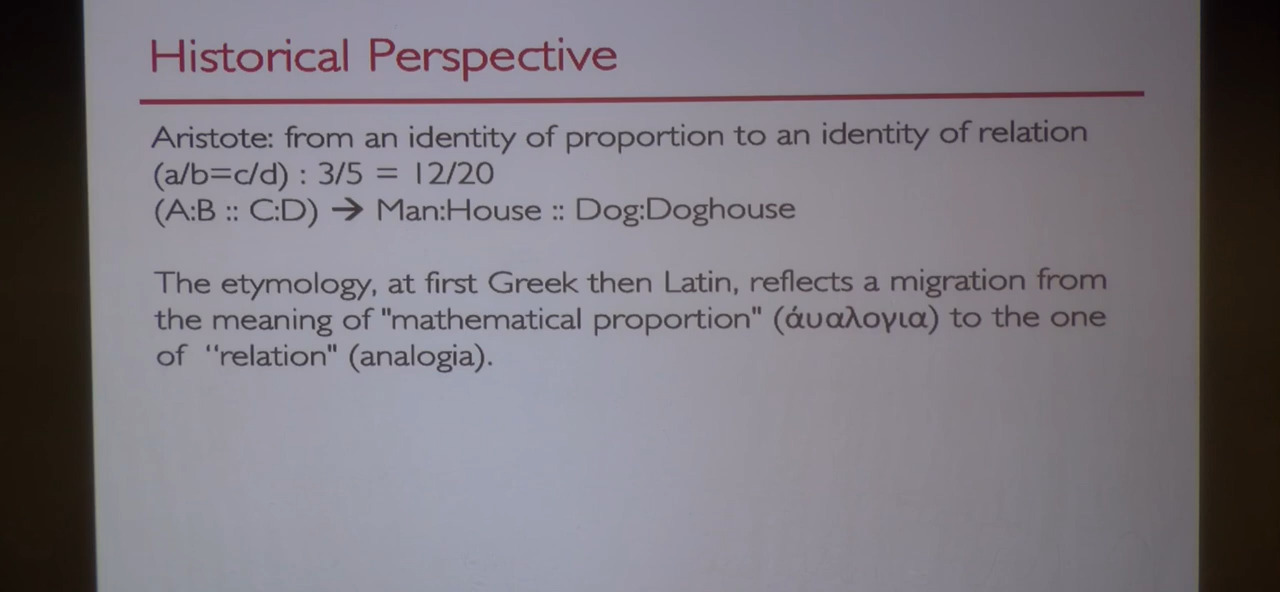 Historical Perspective
Aristote: from an identity of proportion to an identity of relation
(a/b=c/d) : 3/5 = 12/20
(A:B :: C:D) → Man:House :: Dog:Doghouse
The etymology, at first Greek then Latin, reflects a migration from
the meaning of "mathematical proportion" (άυαλογια) to the one
of “relation" (analogia).